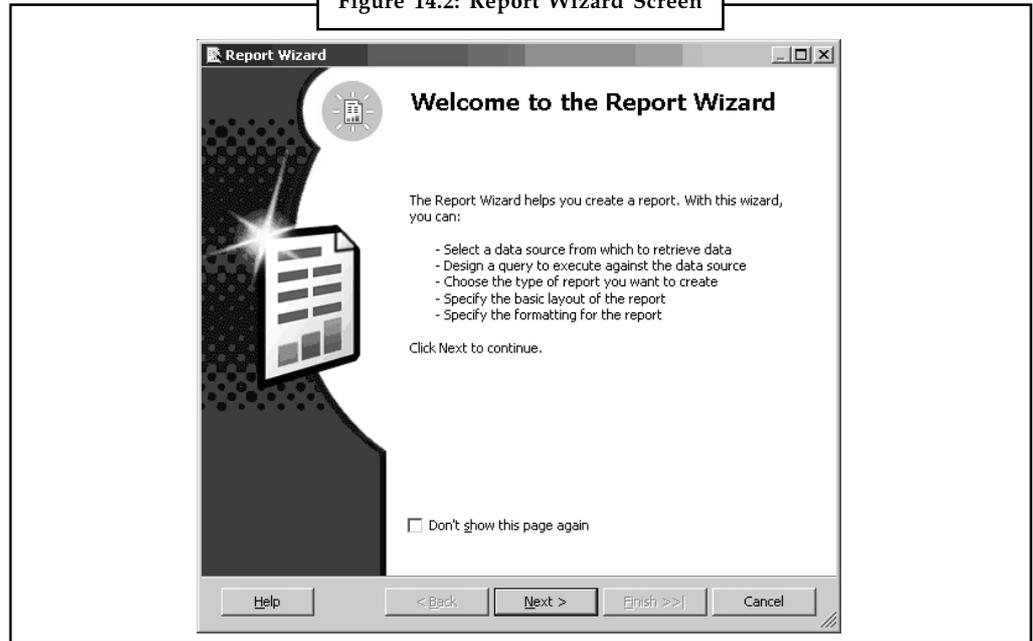 Figure 14.2: Report Wizard Screen
Report Wizard
Welcome to the Report Wizard
The Report Wizard helps you create a report. With this wizard,
you can:
- Select a data source from which to retrieve data
- Design a query to execute against the data source
- Choose the type of report you want to create
- Specify the basic layout of the report
- Specify the formatting for the report
Click Next to continue.
Don't show this page again
Help
< Back
Next >
Finish >>|
Cancel